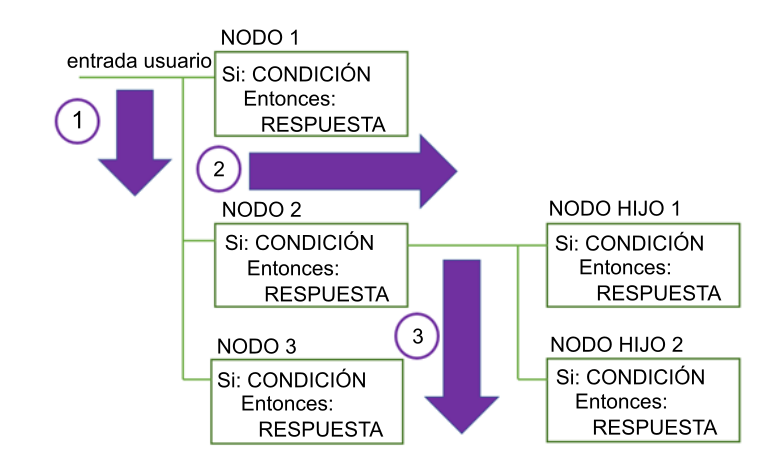 NODO 1
entrada usuario
Si: CONDICIÓN
Entonces:
RESPUESTA
1
2
NODO 2
Si: CONDICIÓN
Entonces:
RESPUESTA
NODO HIJO 1
Si: CONDICIÓN
Entonces:
RESPUESTA
3
NODO 3
Si: CONDICIÓN
Entonces:
RESPUESTA
NODO HIJO 2
Si: CONDICIÓN
Entonces:
RESPUESTA